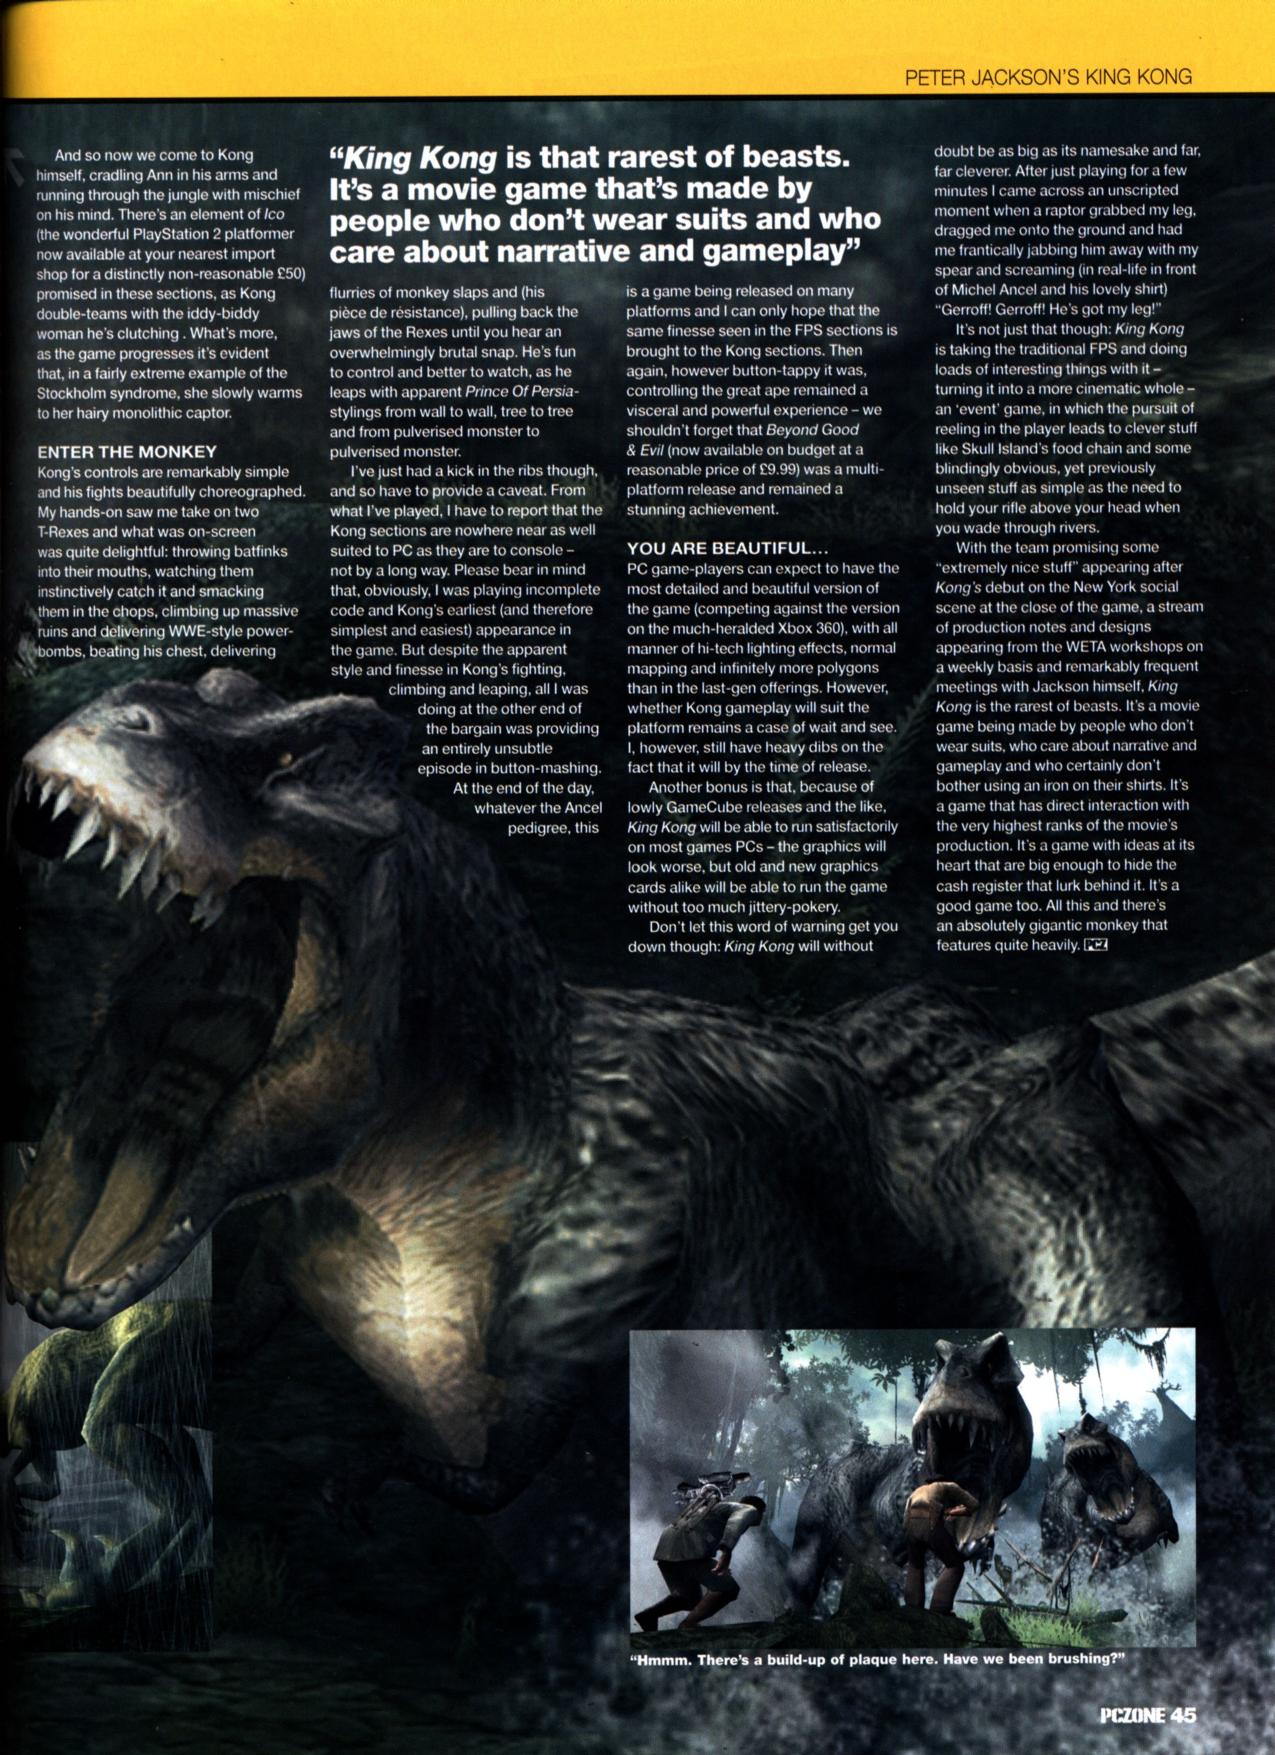 PETER JACKSON'S KING KONG
And so now we come to Kong
himself, cradling Ann in his arms and
running through the jungle with mischief
on his mind. There's an element of Ico
(the wonderful PlayStation 2 platformer
now available at your nearest import
shop for a distinctly non-reasonable £50)
promised in these sections, as Kong
double-teams with the iddy-biddy
woman he's clutching . What's more,
as the game progresses it's evident
that, in a fairly extreme example of the
Stockholm syndrome, she slowly warms
to her hairy monolithic captor.
ENTER THE MONKEY
Kong's controls are remarkably simple
and his fights beautifully choreographed.
My hands-on saw me take on two
T-Rexes and what was on-screen
was quite delightful: throwing batfinks
into their mouths, watching them
instinctively catch it and smacking
them in the chops, climbing up massive
ruins and delivering WWE-style power-
bombs, beating his chest, delivering
"King Kong is that rarest of beasts.
It's a movie game that's made by
people who don't wear suits and who
care about narrative and gameplay"
flurries of monkey slaps and (his
pièce de résistance), pulling back the
jaws of the Rexes until you hear an
overwhelmingly brutal snap. He's fun
to control and better to watch, as he
leaps with apparent Prince Of Persia-
stylings from wall to wall, tree to tree
and from pulverised monster to
pulverised monster.
I've just had a kick in the ribs though,
and so have to provide a caveat. From
what I've played, I have to report that the
Kong sections are nowhere near as well
suited to PC as they are to console –
not by a long way. Please bear in mind
that, obviously, I was playing incomplete
code and Kong's earliest (and therefore
simplest and easiest) appearance in
the game. But despite the apparent
style and finesse in Kong's fighting,
climbing and leaping, all I was
doing at the other end of
the bargain was providing
an entirely unsubtle
episode in button-mashing.
At the end of the day,
whatever the Ancel
pedigree, this
is a game being released on many
platforms and I can only hope that the
same finesse seen in the FPS sections is
brought to the Kong sections. Then
again, however button-tappy it was,
controlling the great ape remained a
visceral and powerful experience – we
shouldn't forget that Beyond Good
& Evil (now available on budget at a
reasonable price of £9.99) was a multi-
platform release and remained a
stunning achievement.
YOU ARE BEAUTIFUL...
PC game-players can expect to have the
most detailed and beautiful version of
the game (competing against the version
on the much-heralded Xbox 360), with all
manner of hi-tech lighting effects, normal
mapping and infinitely more polygons
than in the last-gen offerings. However,
whether Kong gameplay will suit the
platform remains a case of wait and see.
I, however, still have heavy dibs on the
fact that it will by the time of release.
Another bonus is that, because of
lowly GameCube releases and the like,
King Kong will be able to run satisfactorily
on most games PCs – the graphics will
look worse, but old and new graphics
cards alike will be able to run the game
without too much jittery-pokery.
Don't let this word of warning get you
down though: King Kong will without
doubt be as big as its namesake and far,
far cleverer. After just playing for a few
minutes I came across an unscripted
moment when a raptor grabbed my leg,
dragged me onto the ground and had
me frantically jabbing him away with my
spear and screaming (in real-life in front
of Michel Ancel and his lovely shirt)
"Gerroff! Gerroff! He's got my leg!"
It's not just that though: King Kong
is taking the traditional FPS and doing
loads of interesting things with it –
turning it into a more cinematic whole –
an 'event' game, in which the pursuit of
reeling in the player leads to clever stuff
like Skull Island's food chain and some
blindingly obvious, yet previously
unseen stuff as simple as the need to
hold your rifle above your head when
you wade through rivers.
With the team promising some
"extremely nice stuff" appearing after
Kong's debut on the New York social
scene at the close of the game, a stream
of production notes and designs
appearing from the WETA workshops on
a weekly basis and remarkably frequent
meetings with Jackson himself, King
Kong is the rarest of beasts. It's a movie
game being made by people who don't
wear suits, who care about narrative and
gameplay and who certainly don't
bother using an iron on their shirts. It's
a game that has direct interaction with
the very highest ranks of the movie's
production. It's a game with ideas at its
heart that are big enough to hide the
cash register that lurk behind it. It's a
good game too. All this and there's
an absolutely gigantic monkey that
features quite heavily. PCZ
"Hmmm. There's a build-up of plaque here. Have we been brushing?"
PCZONE 45